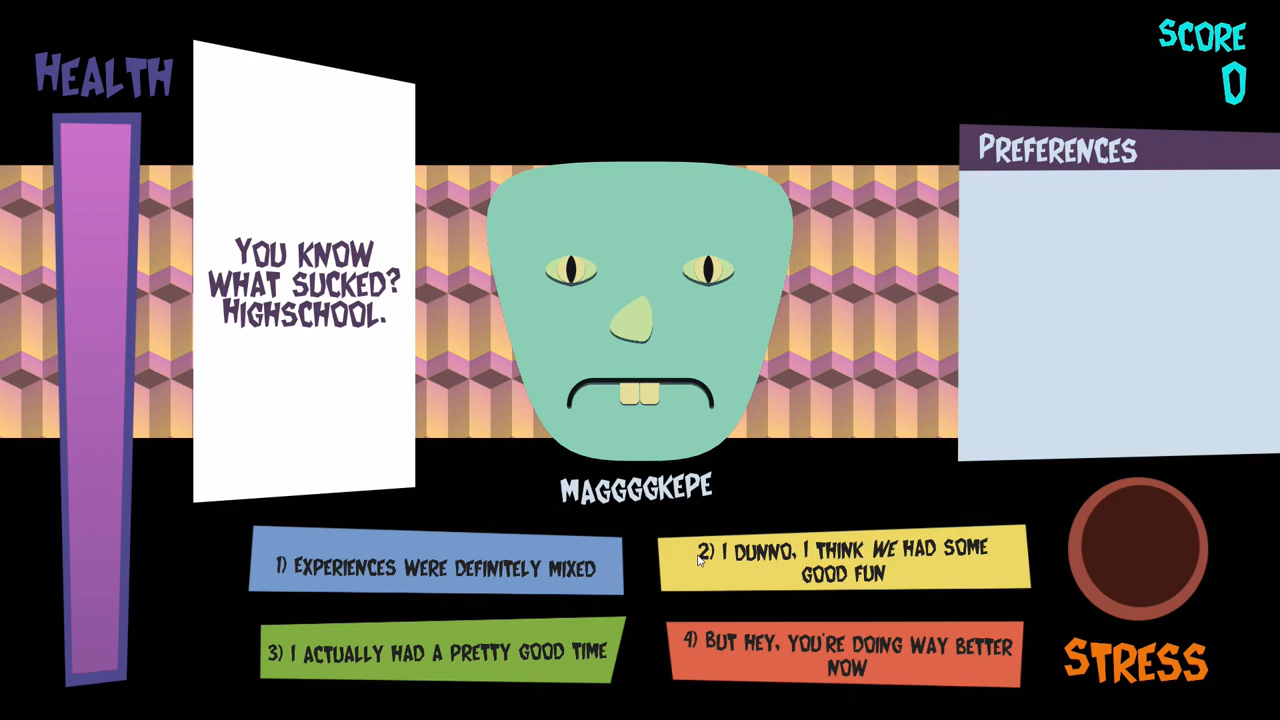 Health
Score
0
You know
what sucked?
Highschool.
Preferences
Maggggkepe
1) Experiences were definitely mixed
2) I dunno, I think we had some
good fun
3) I actually had a pretty good time
4) But hey, you're doing way better
now
Stress